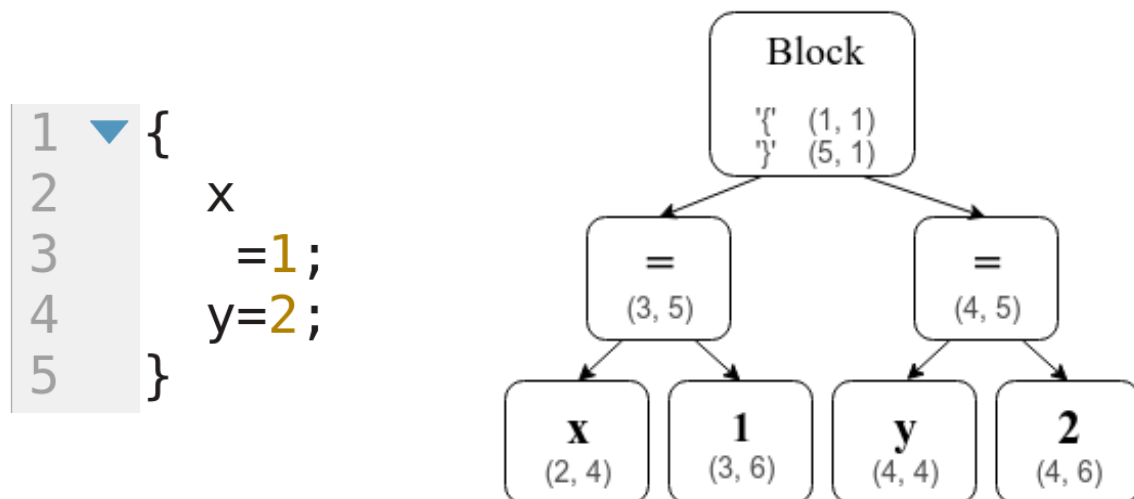 1 {
2   x
3    =1;
4   y=2;
5 }
Block
'{' (1, 1)
'}' (5, 1)
= =
(3, 5) (4, 5)
x 1 y 2
(2, 4) (3, 6) (4, 4) (4, 6)